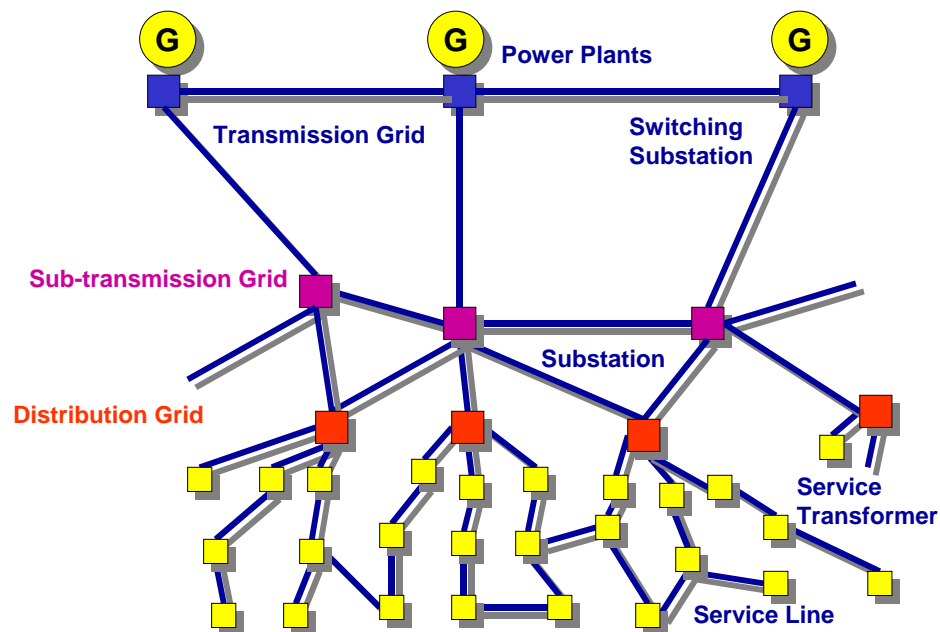 G G G
Power Plants
Transmission Grid
Switching
Substation
Sub-transmission Grid
Substation
Distribution Grid
Service
Transformer
Service Line